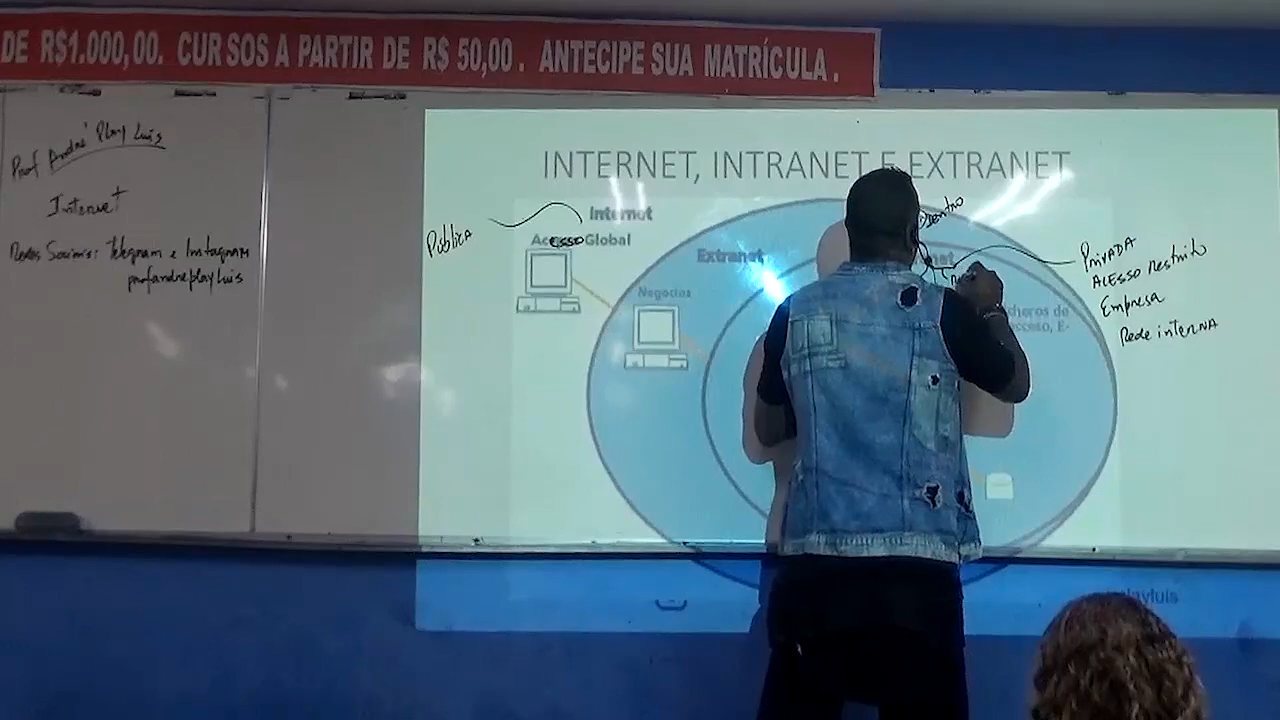 DE R$1.000,00. CURSOS A PARTIR DE R$ 50,00. ANTECIPE SUA MATRÍCULA.
Prof André Play Luis
Internet
Redes Sociais: Telegram e Instagram
profandreplayluis
INTERNET, INTRANET E EXTRANET
Pública
Internet
Acesso Global
Extranet
Negocios
Dentro
Privada
Acesso restrito
Empresa
Rede interna